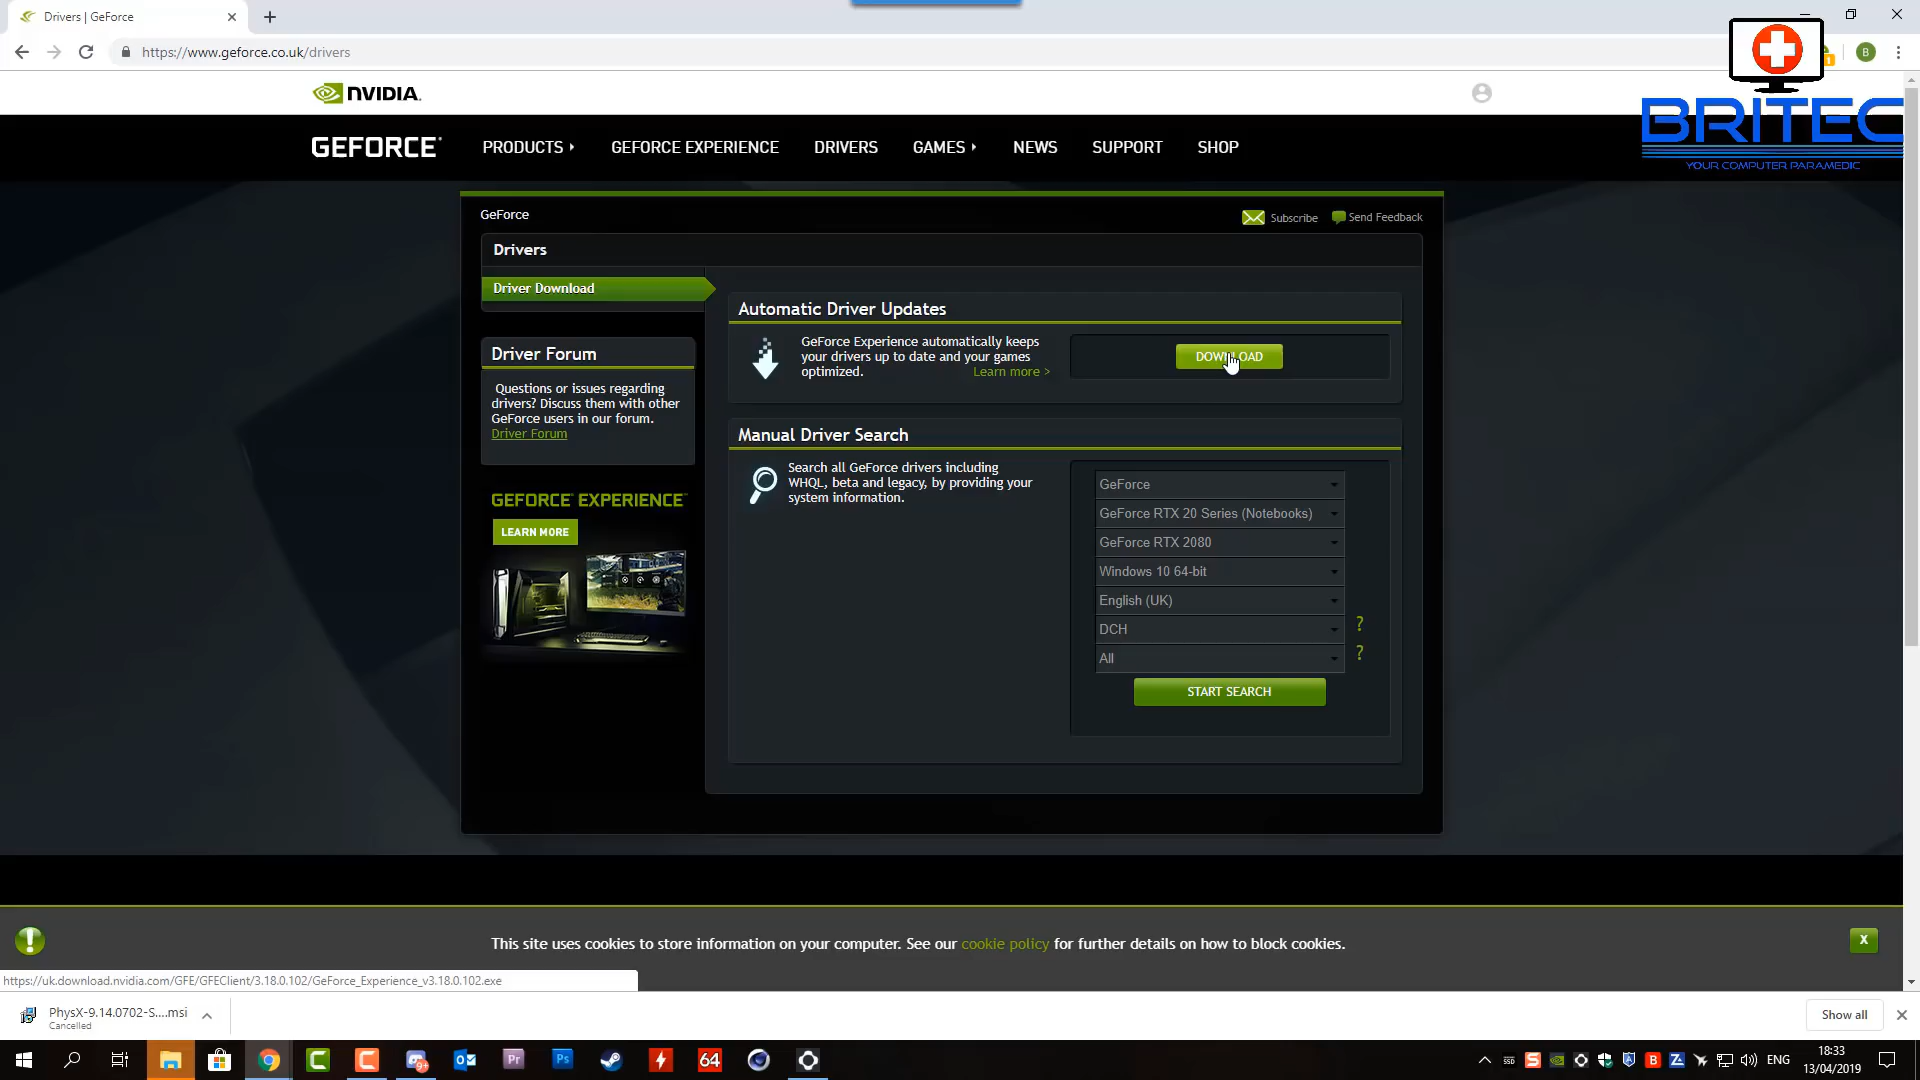 Drivers | GeForce
https://www.geforce.co.uk/drivers
B
1
NVIDIA.
BRITEC
YOUR COMPUTER PARAMEDIC
GEFORCE
PRODUCTS
GEFORCE EXPERIENCE
DRIVERS
GAMES
NEWS
SUPPORT
SHOP
GeForce
Subscribe
Send Feedback
Drivers
Driver Download
Automatic Driver Updates
GeForce Experience automatically keeps
your drivers up to date and your games
optimized.
Learn more >
DOWNLOAD
Driver Forum
Questions or issues regarding
drivers? Discuss them with other
GeForce users in our forum.
Driver Forum
Manual Driver Search
Search all GeForce drivers including
WHQL, beta and legacy, by providing your
system information.
GeForce
GeForce RTX 20 Series (Notebooks)
GeForce RTX 2080
Windows 10 64-bit
English (UK)
DCH
?
All
?
START SEARCH
GEFORCE EXPERIENCE
LEARN MORE
This site uses cookies to store information on your computer. See our cookie policy for further details on how to block cookies.
X
https://uk.download.nvidia.com/GFE/GFEClient/3.18.0.102/GeForce_Experience_v3.18.0.102.exe
PhysX-9.14.0702-S....msi
Cancelled
Show all
9+
Pr
Ps
64
SSD
ENG
18:33
13/04/2019